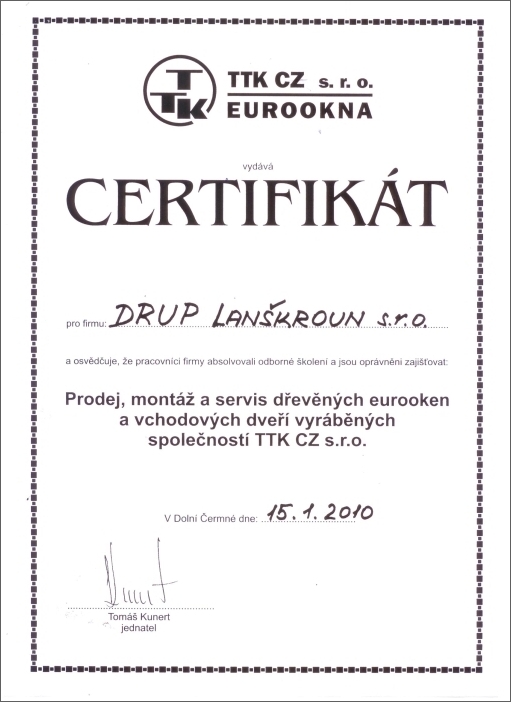 TTK
TTK CZ s. r. o.
EUROOKNA
vydává
CERTIFIKÁT
pro firmu: DRUP LANŠKROUN s.r.o.
a osvědčuje, že pracovníci firmy absolvovali odborné školení a jsou oprávněni zajišťovat:
Prodej, montáž a servis dřevěných eurooken
a vchodových dveří vyráběných
společností TTK CZ s.r.o.
V Dolní Čermné dne: 15.1.2010
Kunert
Tomáš Kunert
jednatel